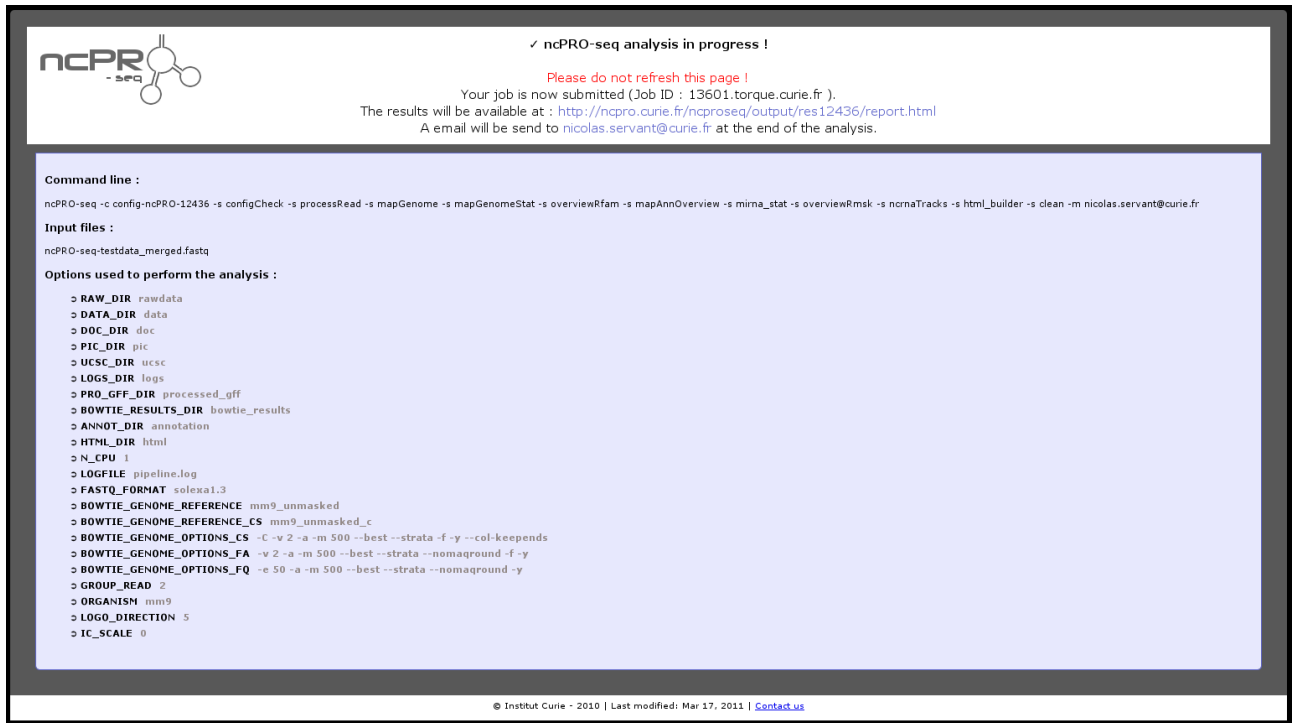 ncPR
- seq
✓ ncPRO-seq analysis in progress !
Please do not refresh this page !
Your job is now submitted (Job ID : 13601.torque.curie.fr ).
The results will be available at : http://ncpro.curie.fr/ncproseq/output/res12436/report.html
A email will be send to nicolas.servant@curie.fr at the end of the analysis.
Command line :
ncPRO-seq -c config-ncPRO-12436 -s configCheck -s processRead -s mapGenome -s mapGenomeStat -s overviewRfam -s mapAnnOverview -s mirna_stat -s overviewRmsk -s ncrnaTracks -s html_builder -s clean -m nicolas.servant@curie.fr
Input files :
ncPRO-seq-testdata_merged.fastq
Options used to perform the analysis :
➲ RAW_DIR rawdata
➲ DATA_DIR data
➲ DOC_DIR doc
➲ PIC_DIR pic
➲ UCSC_DIR ucsc
➲ LOGS_DIR logs
➲ PRO_GFF_DIR processed_gff
➲ BOWTIE_RESULTS_DIR bowtie_results
➲ ANNOT_DIR annotation
➲ HTML_DIR html
➲ N_CPU 1
➲ LOGFILE pipeline.log
➲ FASTQ_FORMAT solexa1.3
➲ BOWTIE_GENOME_REFERENCE mm9_unmasked
➲ BOWTIE_GENOME_REFERENCE_CS mm9_unmasked_c
➲ BOWTIE_GENOME_OPTIONS_CS -C -v 2 -a -m 500 --best --strata -f -y --col-keepends
➲ BOWTIE_GENOME_OPTIONS_FA -v 2 -a -m 500 --best --strata --nomaqround -f -y
➲ BOWTIE_GENOME_OPTIONS_FQ -e 50 -a -m 500 --best --strata --nomaqround -y
➲ GROUP_READ 2
➲ ORGANISM mm9
➲ LOGO_DIRECTION 5
➲ IC_SCALE 0
© Institut Curie - 2010 | Last modified: Mar 17, 2011 | Contact us